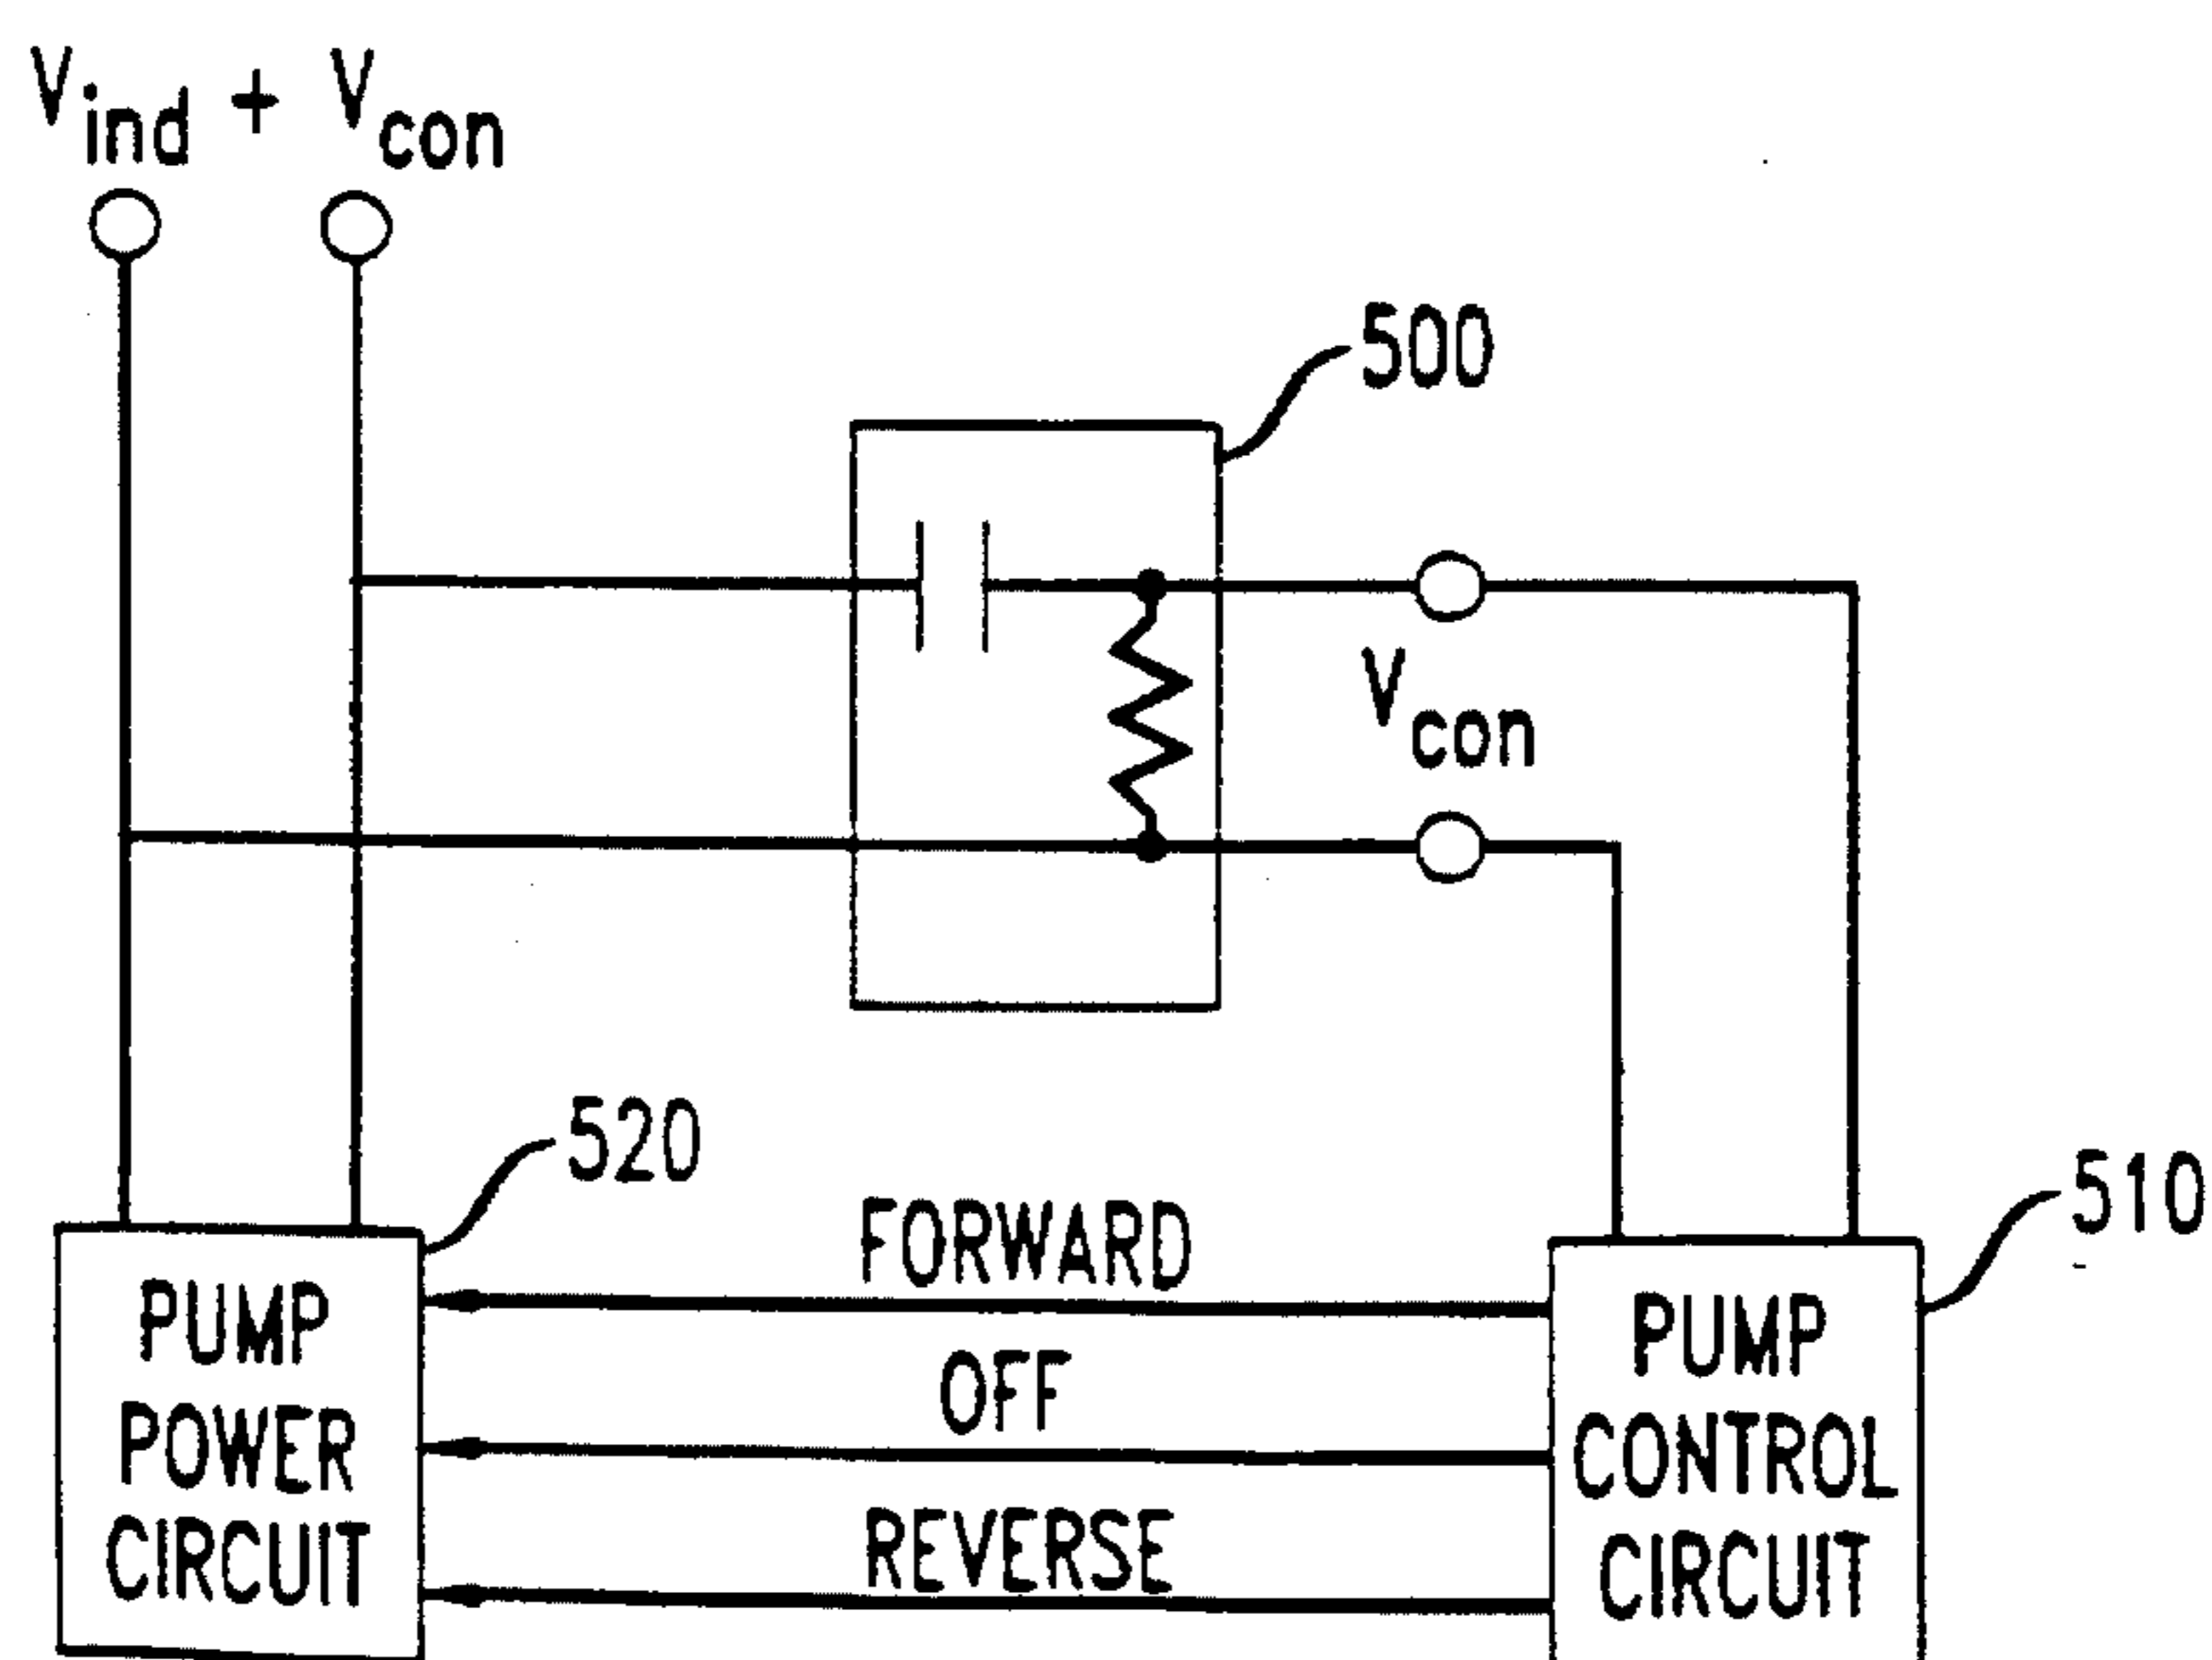 Vind + Vcon
500
Vcon
520
510
FORWARD
OFF
REVERSE
PUMP
POWER
CIRCUIT
PUMP
CONTROL
CIRCUIT